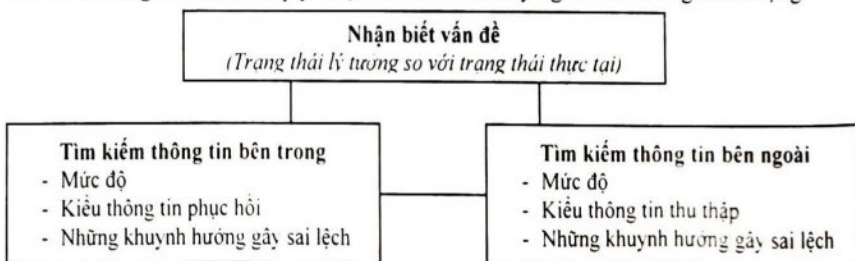 Nhận biết vấn đề
(Trạng thái lý tưởng so với trạng thái thực tại)
Tìm kiếm thông tin bên trong
- Mức độ
- Kiểu thông tin phục hồi
- Những khuynh hướng gây sai lệch
Tìm kiếm thông tin bên ngoài
- Mức độ
- Kiểu thông tin thu thập
- Những khuynh hướng gây sai lệch